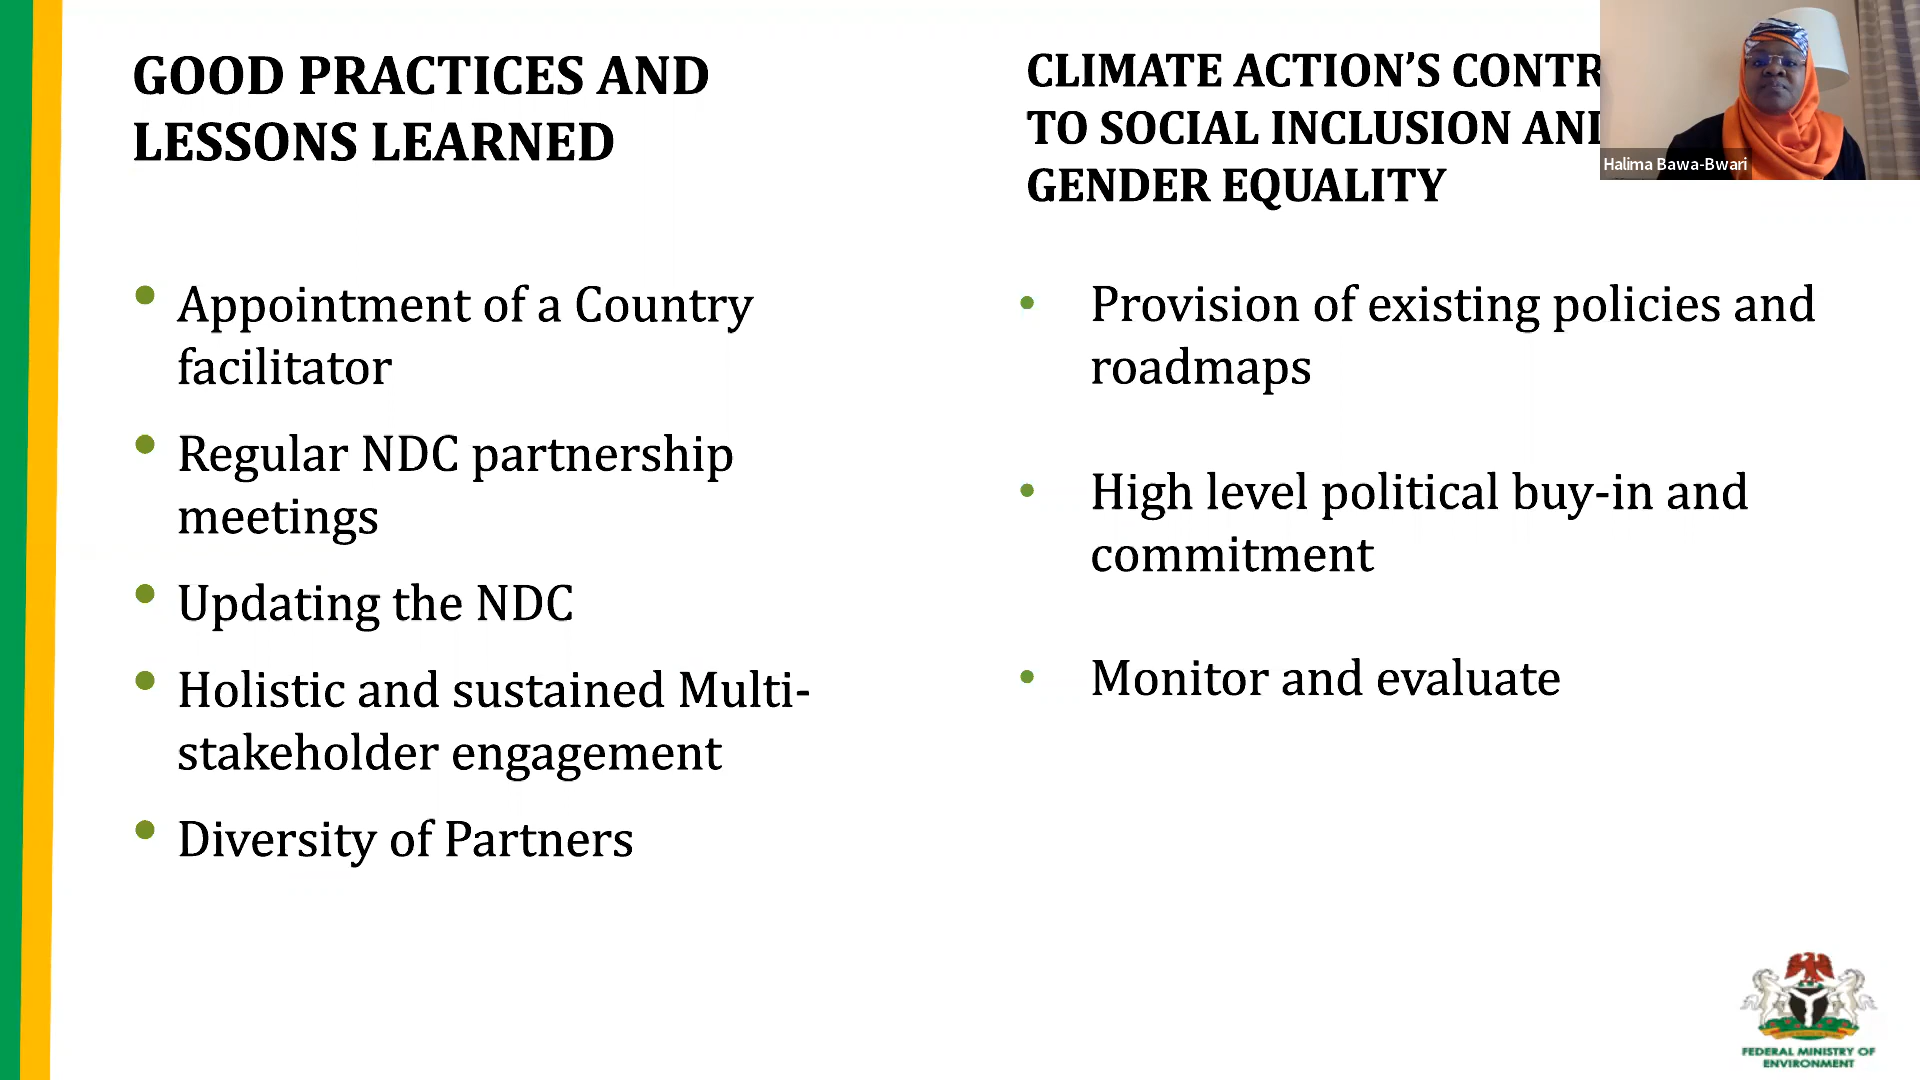 GOOD PRACTICES AND
LESSONS LEARNED
• Appointment of a Country
facilitator
• Regular NDC partnership
meetings
• Updating the NDC
• Holistic and sustained Multi-
stakeholder engagement
• Diversity of Partners
CLIMATE ACTION’S
TO SOCIAL INCLUSION
GENDER EQUALITY
• Provision of existing policies and
roadmaps
• High level political buy-in and
commitment
• Monitor and evaluate
Halima Bawa-Bwari
FEDERAL MINISTRY OF
ENVIRONMENT